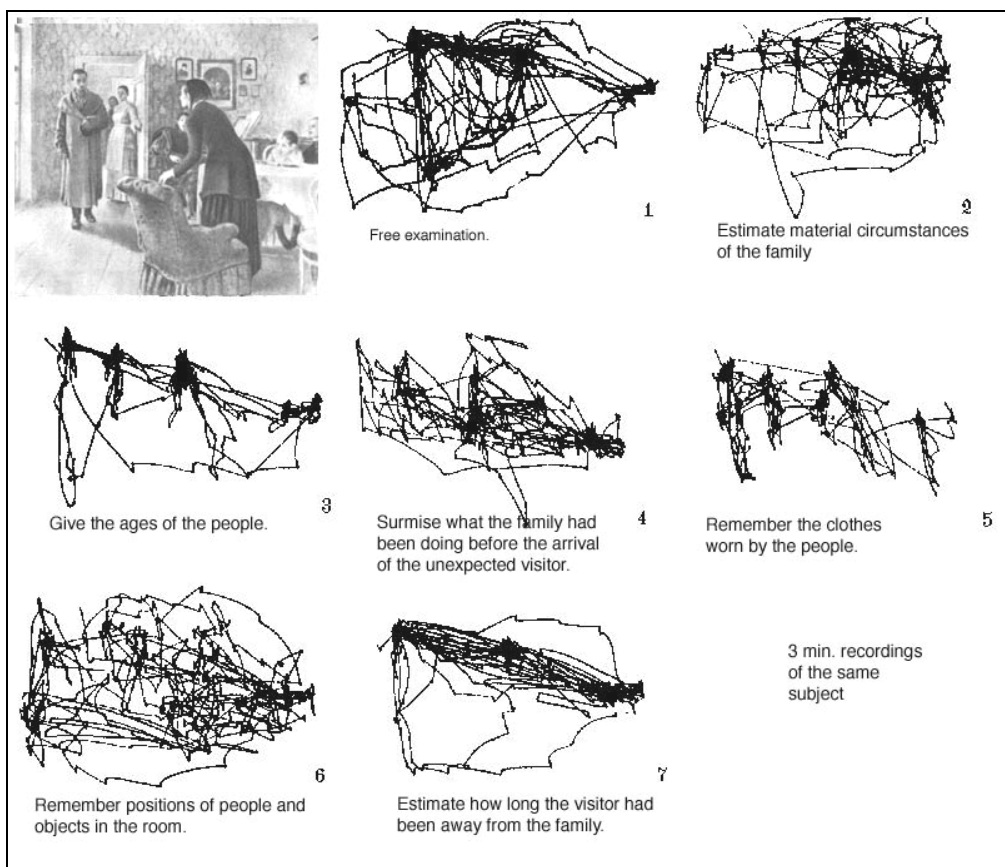 1
Free examination.
2
Estimate material circumstances
of the family
3
Give the ages of the people.
4
Surmise what the family had
been doing before the arrival
of the unexpected visitor.
5
Remember the clothes
worn by the people.
6
Remember positions of people and
objects in the room.
7
Estimate how long the visitor had
been away from the family.
3 min. recordings
of the same
subject